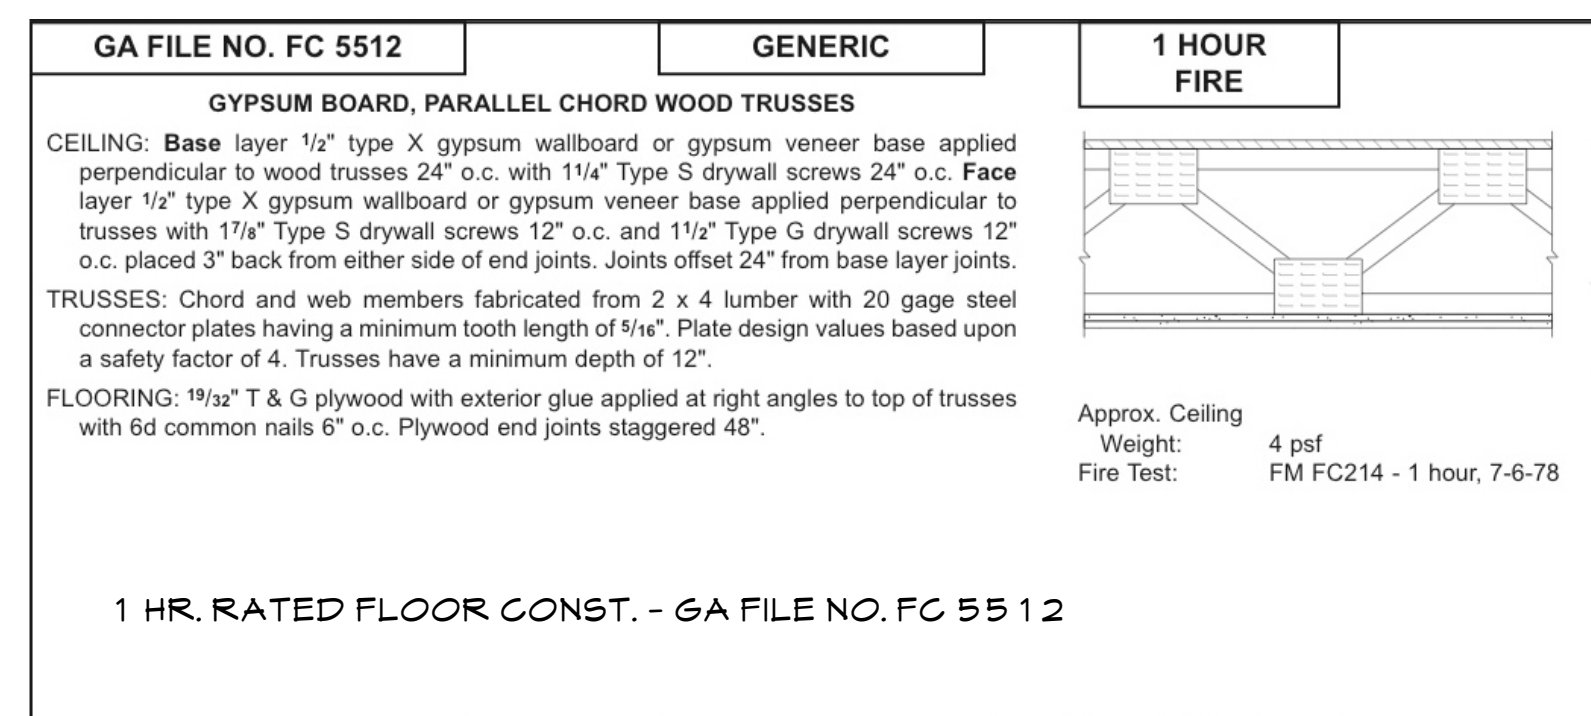 GA FILE NO. FC 5512
GENERIC
1 HOUR
FIRE
GYPSUM BOARD, PARALLEL CHORD WOOD TRUSSES
CEILING: Base layer 1/2" type X gypsum wallboard or gypsum veneer base applied
perpendicular to wood trusses 24" o.c. with 11/4" Type S drywall screws 24" o.c. Face
layer 1/2" type X gypsum wallboard or gypsum veneer base applied perpendicular to
trusses with 17/8" Type S drywall screws 12" o.c. and 11/2" Type G drywall screws 12"
o.c. placed 3" back from either side of end joints. Joints offset 24" from base layer joints.
TRUSSES: Chord and web members fabricated from 2 x 4 lumber with 20 gage steel
connector plates having a minimum tooth length of 5/16". Plate design values based upon
a safety factor of 4. Trusses have a minimum depth of 12".
FLOORING: 19/32" T & G plywood with exterior glue applied at right angles to top of trusses
with 6d common nails 6" o.c. Plywood end joints staggered 48".
Approx. Ceiling
Weight: 4 psf
Fire Test: FM FC214 - 1 hour, 7-6-78
1 HR. RATED FLOOR CONST. - GA FILE NO. FC 5512